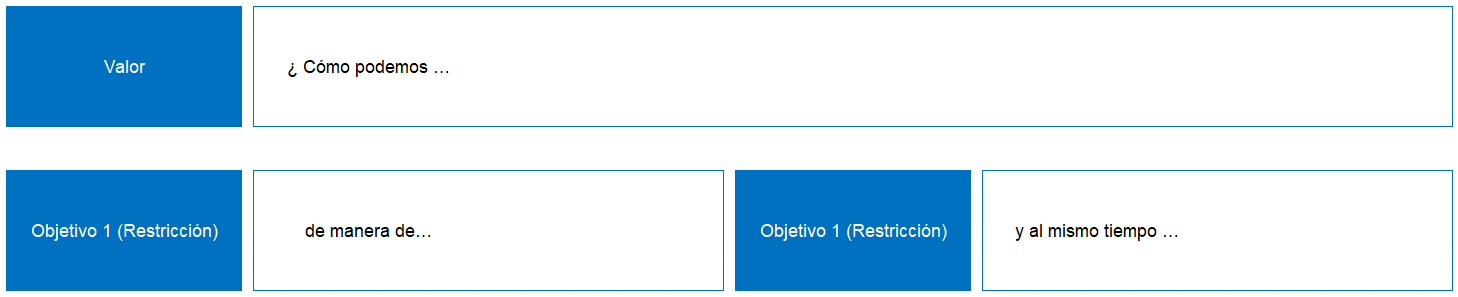 Valor
¿ Cómo podemos …
Objetivo 1 (Restricción)
de manera de…
Objetivo 1 (Restricción)
y al mismo tiempo …